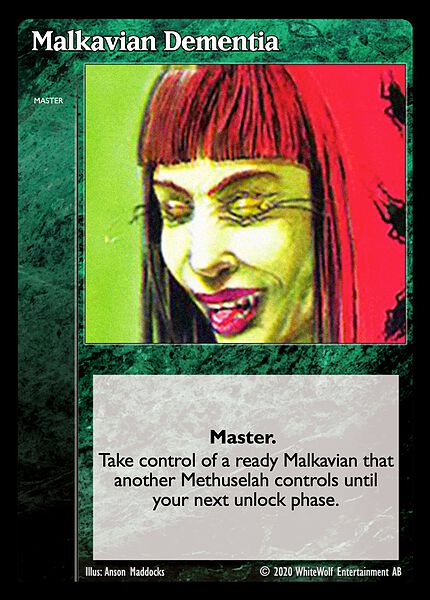 Malkavian Dementia
MASTER
Master.
Take control of a ready Malkavian that
another Methuselah controls until
your next unlock phase.
Illus: Anson Maddocks © 2020 WhiteWolf Entertainment AB